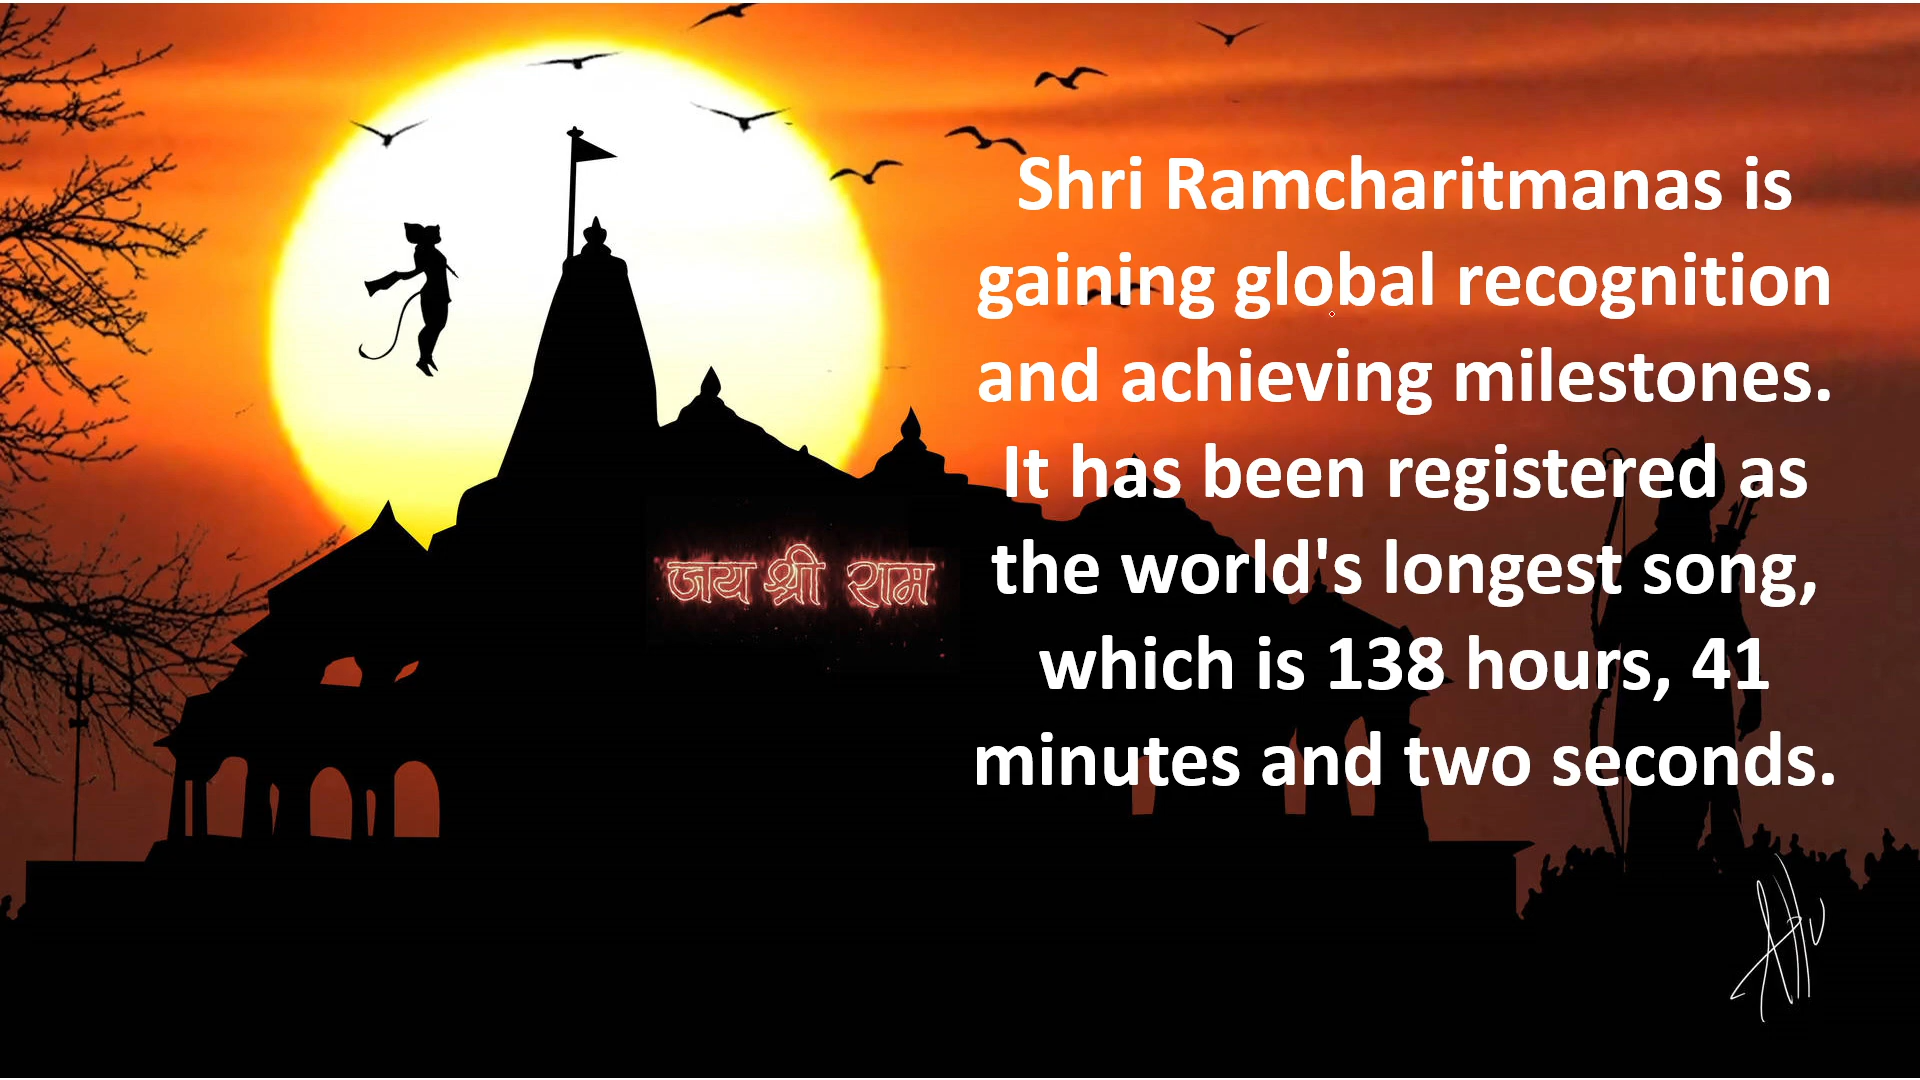 Shri Ramcharitmanas is
gaining global recognition
and achieving milestones.
It has been registered as
the world's longest song,
which is 138 hours, 41
minutes and two seconds.
जय श्री राम